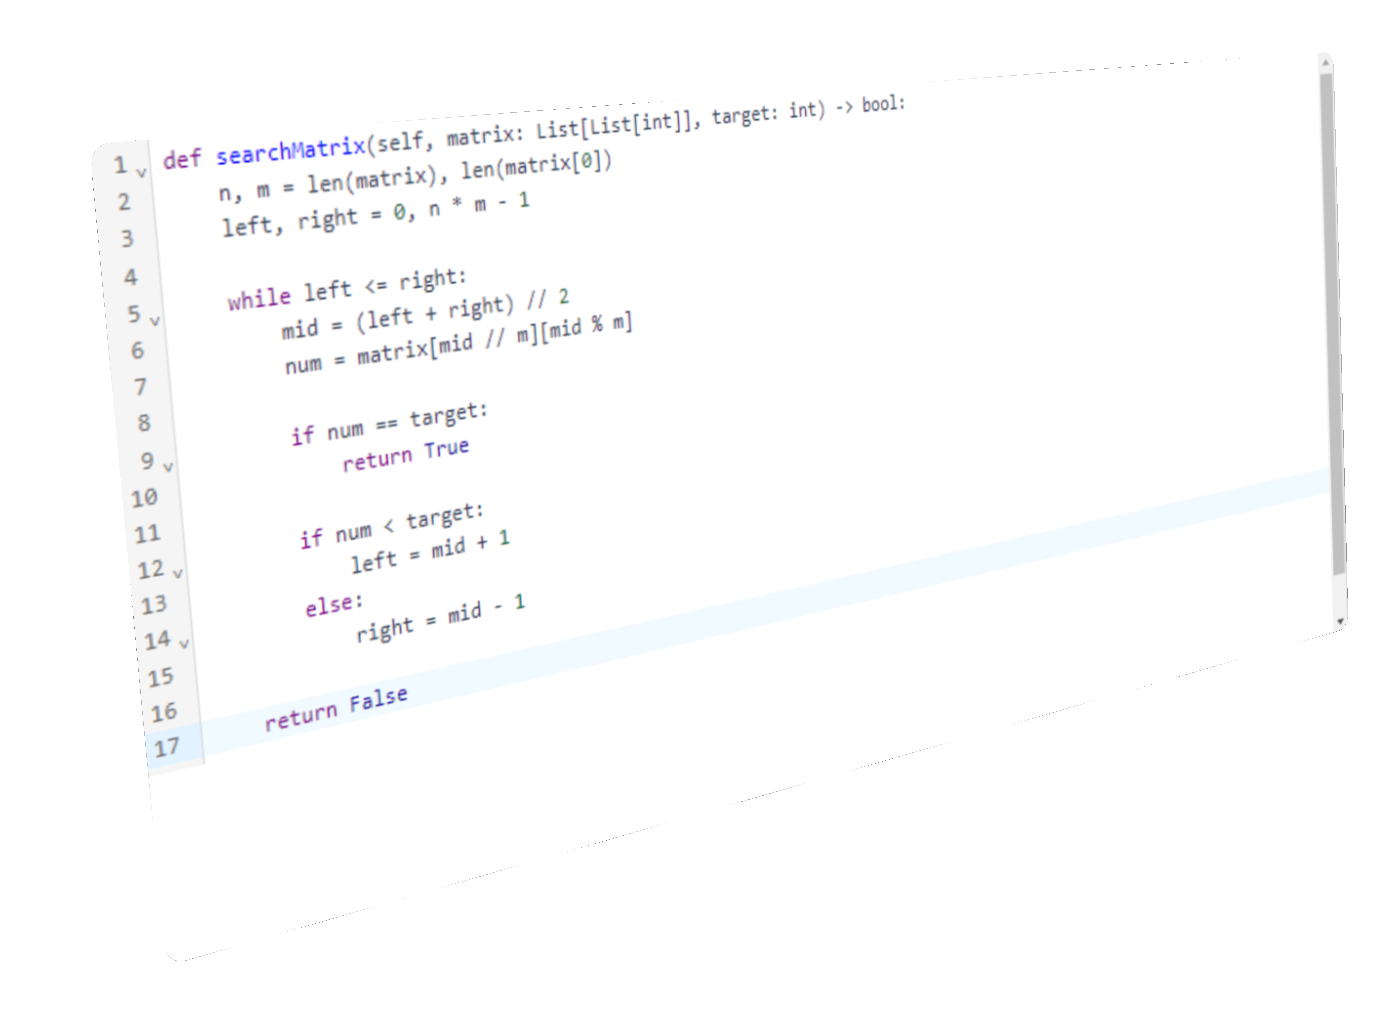 1 def searchMatrix(self, matrix: List[List[int]], target: int) -> bool:
2     n, m = len(matrix), len(matrix[0])
3     left, right = 0, n * m - 1
4
5     while left <= right:
6         mid = (left + right) // 2
7         num = matrix[mid // m][mid % m]
8
9         if num == target:
10             return True
11
12         if num < target:
13             left = mid + 1
14         else:
15             right = mid - 1
16
17     return False